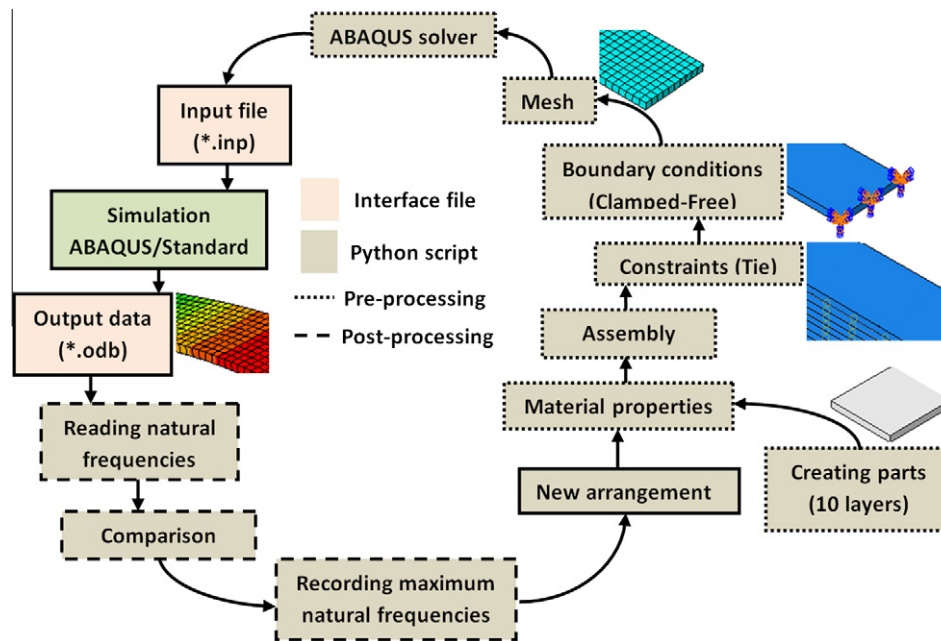 ABAQUS solver
Mesh
Input file
(*.inp)
Boundary conditions
(Clamped-Free)
Simulation
ABAQUS/Standard
Interface file
Python script
Pre-processing
Post-processing
Constraints (Tie)
Output data
(*.odb)
Assembly
Material properties
Reading natural
frequencies
Creating parts
(10 layers)
New arrangement
Comparison
Recording maximum
natural frequencies